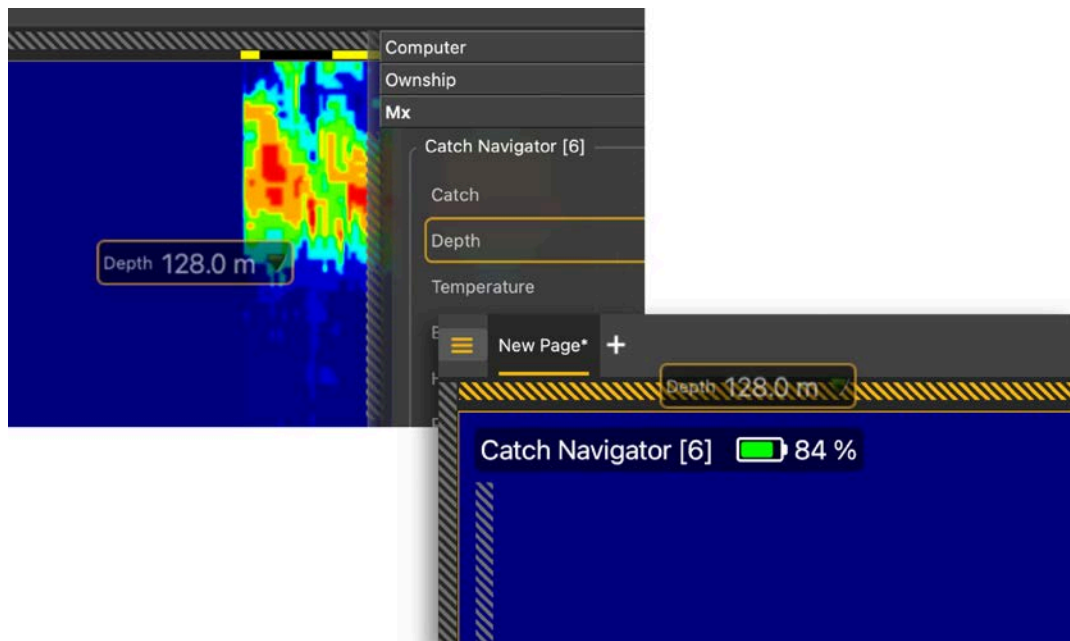 Computer
Ownship
Mx
Catch Navigator [6]
Catch
Depth
Depth 128.0 m
Temperature
New Page* +
Depth 128.0 m
Catch Navigator [6] 84 %